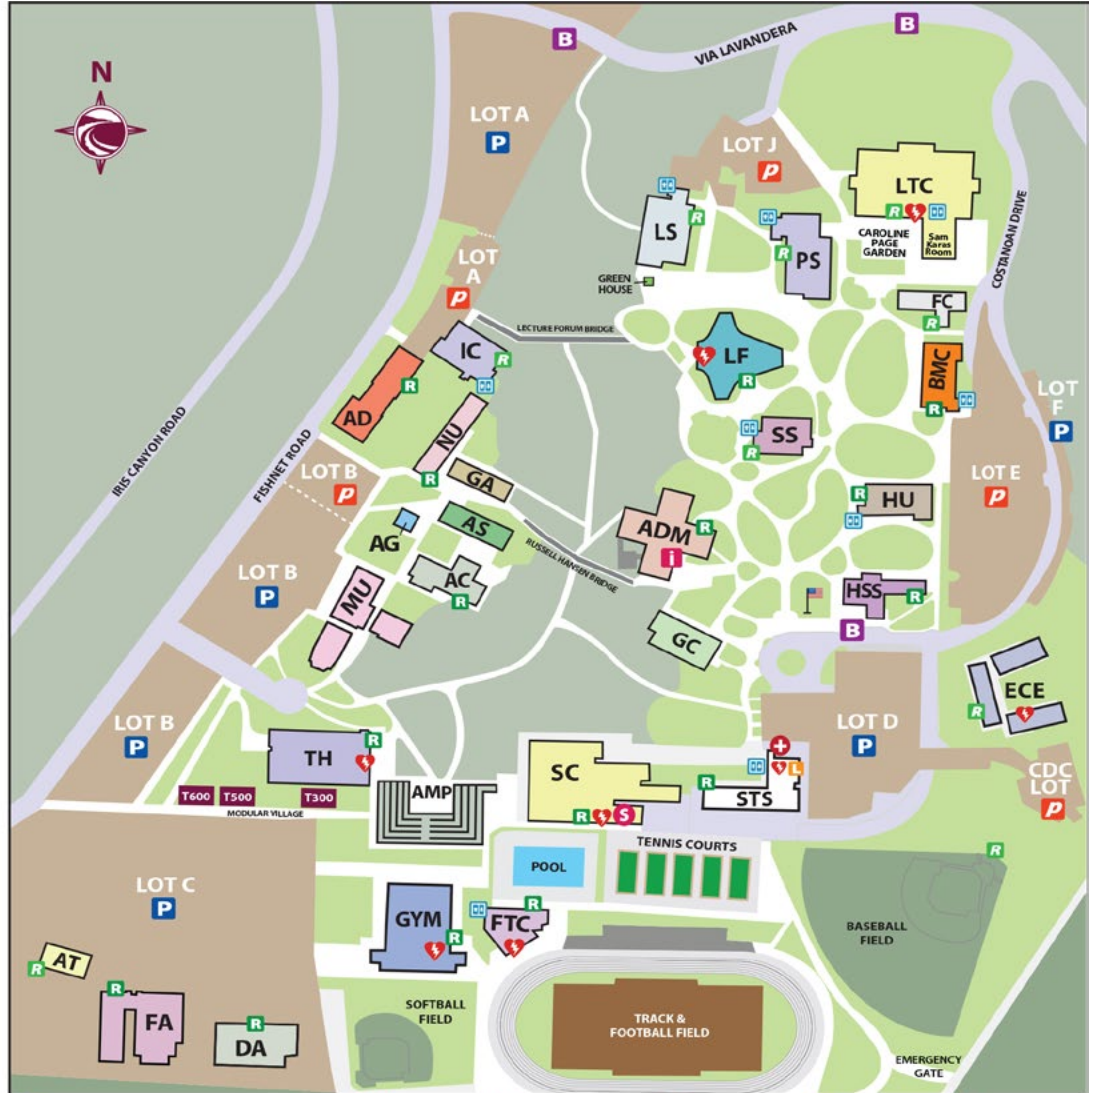 N
B
B
VIA LAVANDERA
LOT A
P
LOT J
P
LTC
R
Sam
Karas
Room
CAROLINE
PAGE
GARDEN
COSTANOAN DRIVE
LS
R
PS
R
GREEN
HOUSE
LOT
A
P
FC
R
LECTURE FORUM BRIDGE
IC
R
LF
R
BMC
R
AD
R
LOT
F
P
IRIS CANYON ROAD
FISHNET ROAD
NU
R
SS
R
LOT B
P
GA
LOT E
P
HU
R
AG
AS
ADM
R
i
RUSSELL HANSEN BRIDGE
LOT B
P
MU
AC
R
HSS
R
B
GC
ECE
R
LOT B
P
LOT D
P
TH
R
SC
R
S
STS
R
L
AMP
CDC
LOT
P
T600
T500
T300
MODULAR VILLAGE
TENNIS COURTS
POOL
R
LOT C
P
GYM
R
FTC
R
BASEBALL
FIELD
AT
R
FA
R
DA
R
SOFTBALL
FIELD
TRACK &
FOOTBALL FIELD
EMERGENCY
GATE